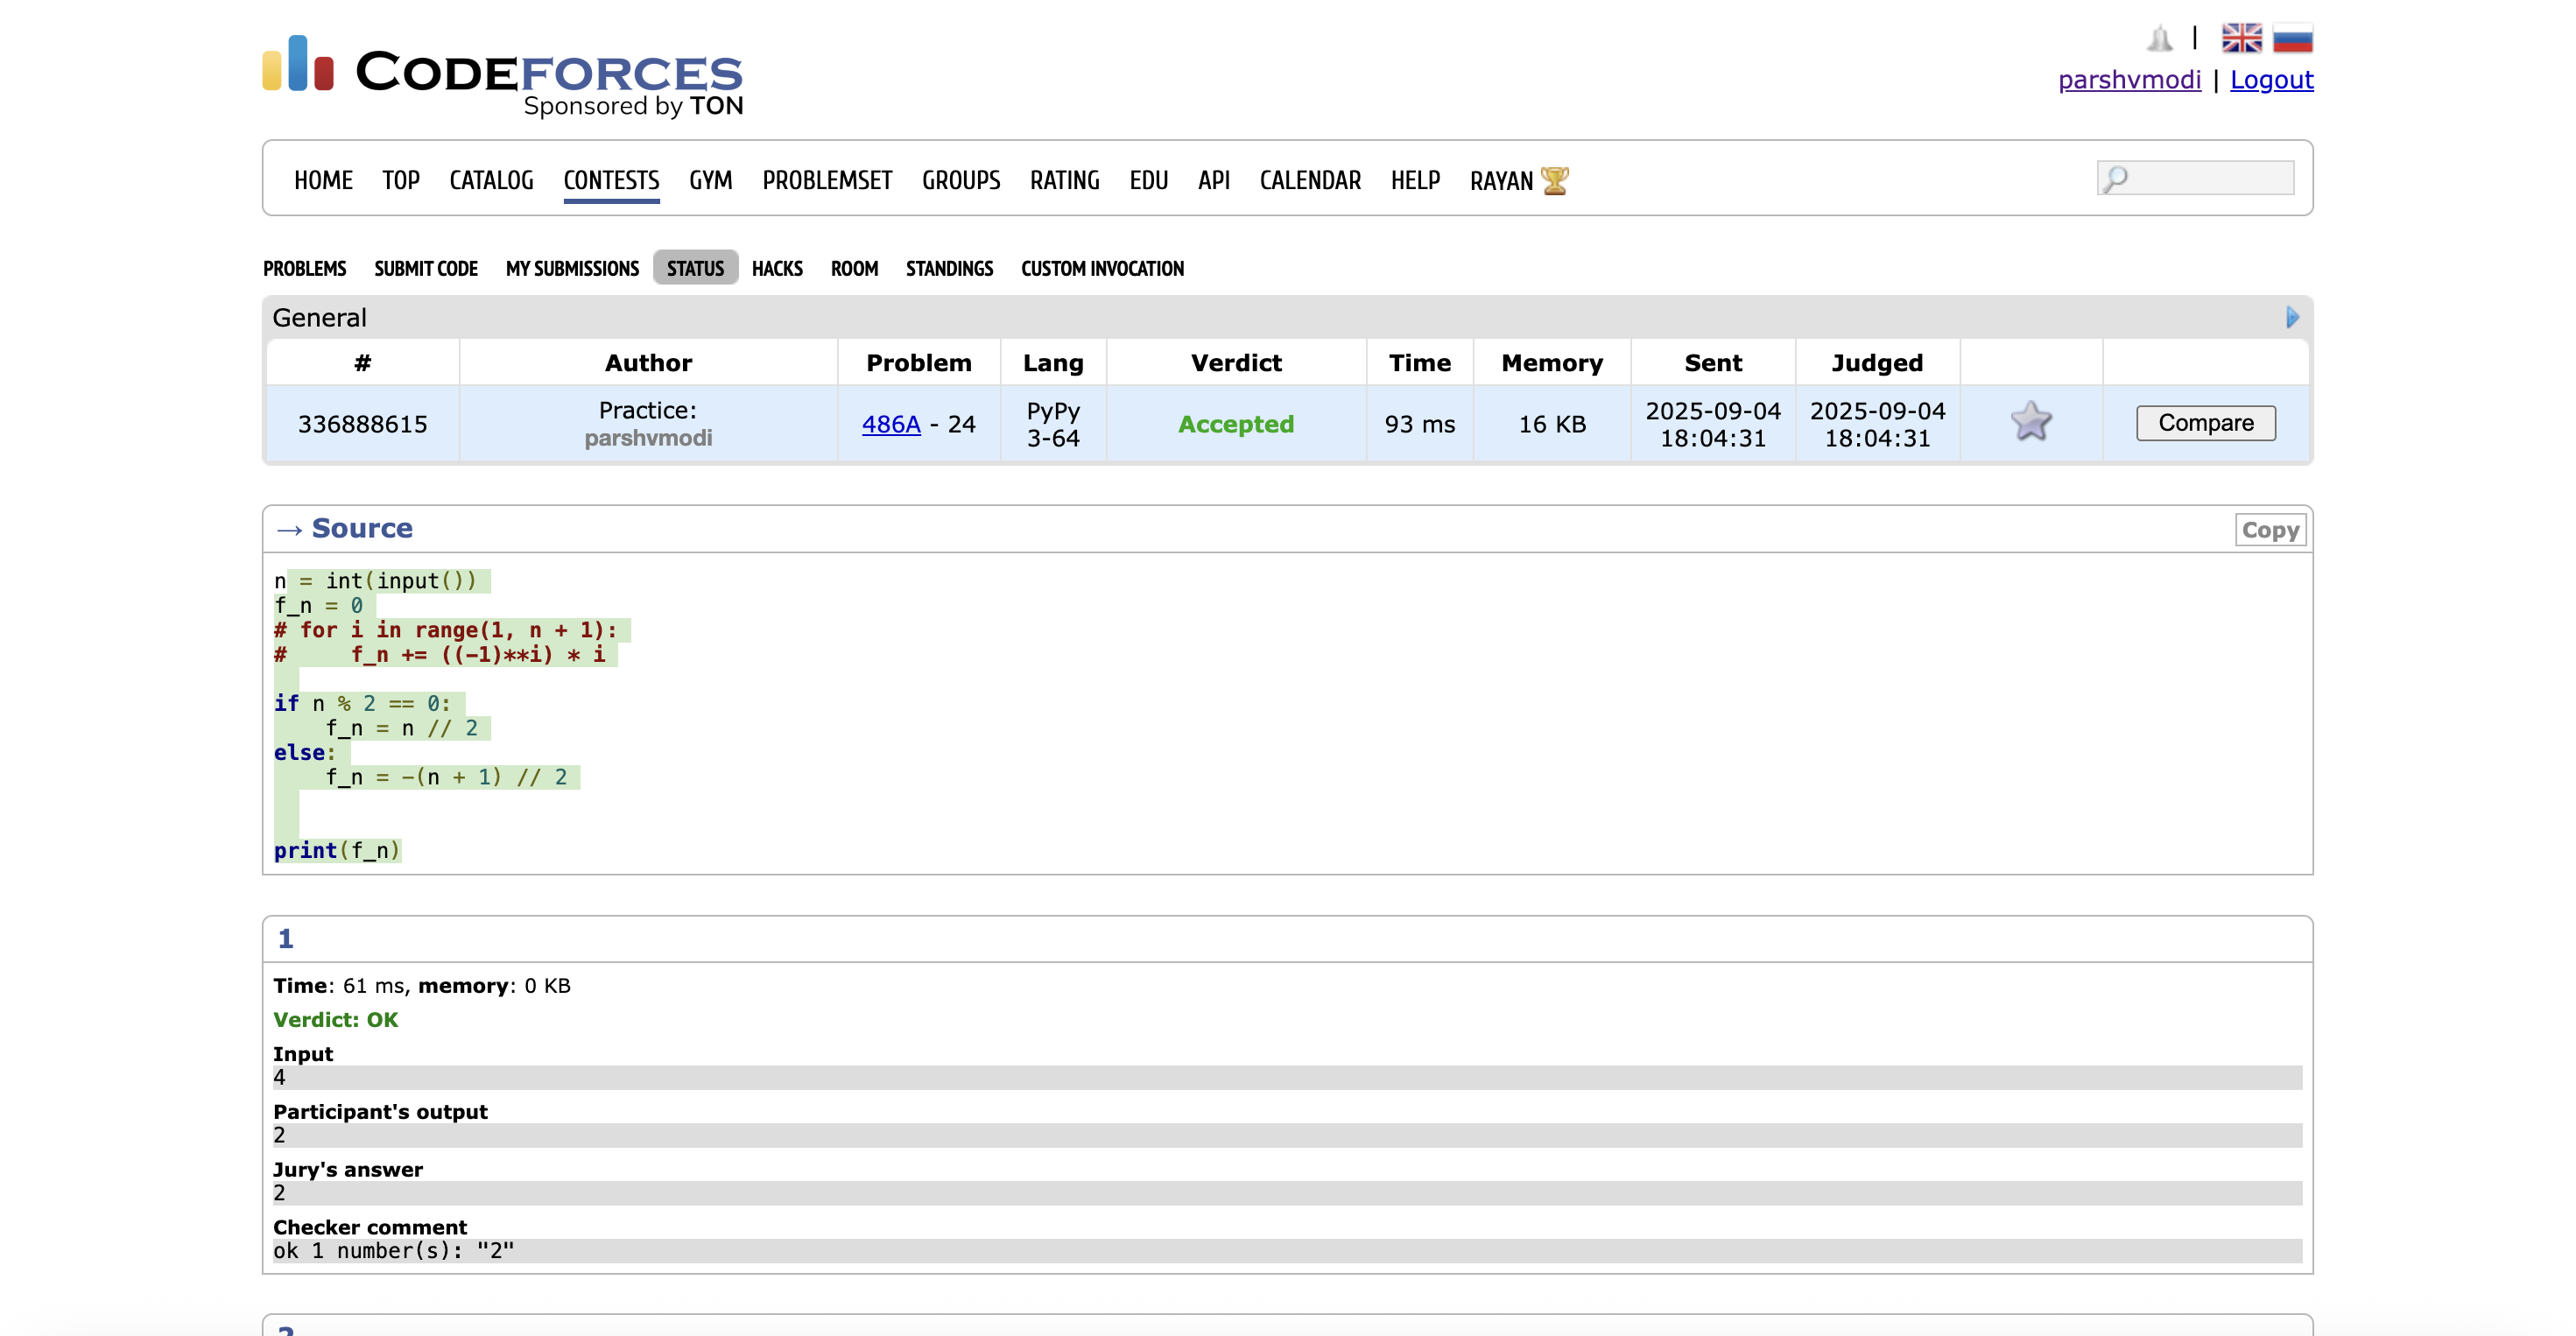 CODEFORCES
Sponsored by TON
|
parshvmodi | Logout
HOME TOP CATALOG CONTESTS GYM PROBLEMSET GROUPS RATING EDU API CALENDAR HELP RAYAN
PROBLEMS SUBMIT CODE MY SUBMISSIONS STATUS HACKS ROOM STANDINGS CUSTOM INVOCATION
General
# Author Problem Lang Verdict Time Memory Sent Judged
336888615 Practice: parshvmodi 486A - 24 PyPy 3-64 Accepted 93 ms 16 KB 2025-09-04 18:04:31 2025-09-04 18:04:31 Compare
→ Source Copy
n = int(input())
f_n = 0
# for i in range(1, n + 1):
#     f_n += ((-1)**i) * i
if n % 2 == 0:
    f_n = n // 2
else:
    f_n = -(n + 1) // 2
print(f_n)
1
Time: 61 ms, memory: 0 KB
Verdict: OK
Input
4
Participant's output
2
Jury's answer
2
Checker comment
ok 1 number(s): "2"